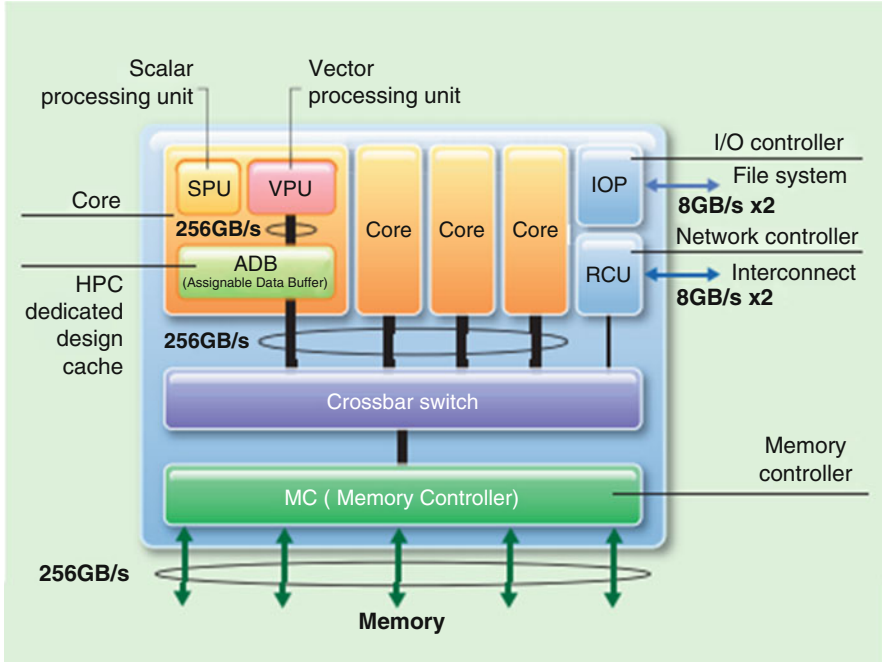 Scalar
processing unit
Vector
processing unit
I/O controller
SPU
VPU
IOP
File system
8GB/s x2
Core
256GB/s
Core
Core
Core
Network controller
ADB
(Assignable Data Buffer)
RCU
Interconnect
8GB/s x2
HPC
dedicated
design
cache
256GB/s
Crossbar switch
Memory
controller
MC ( Memory Controller)
256GB/s
Memory